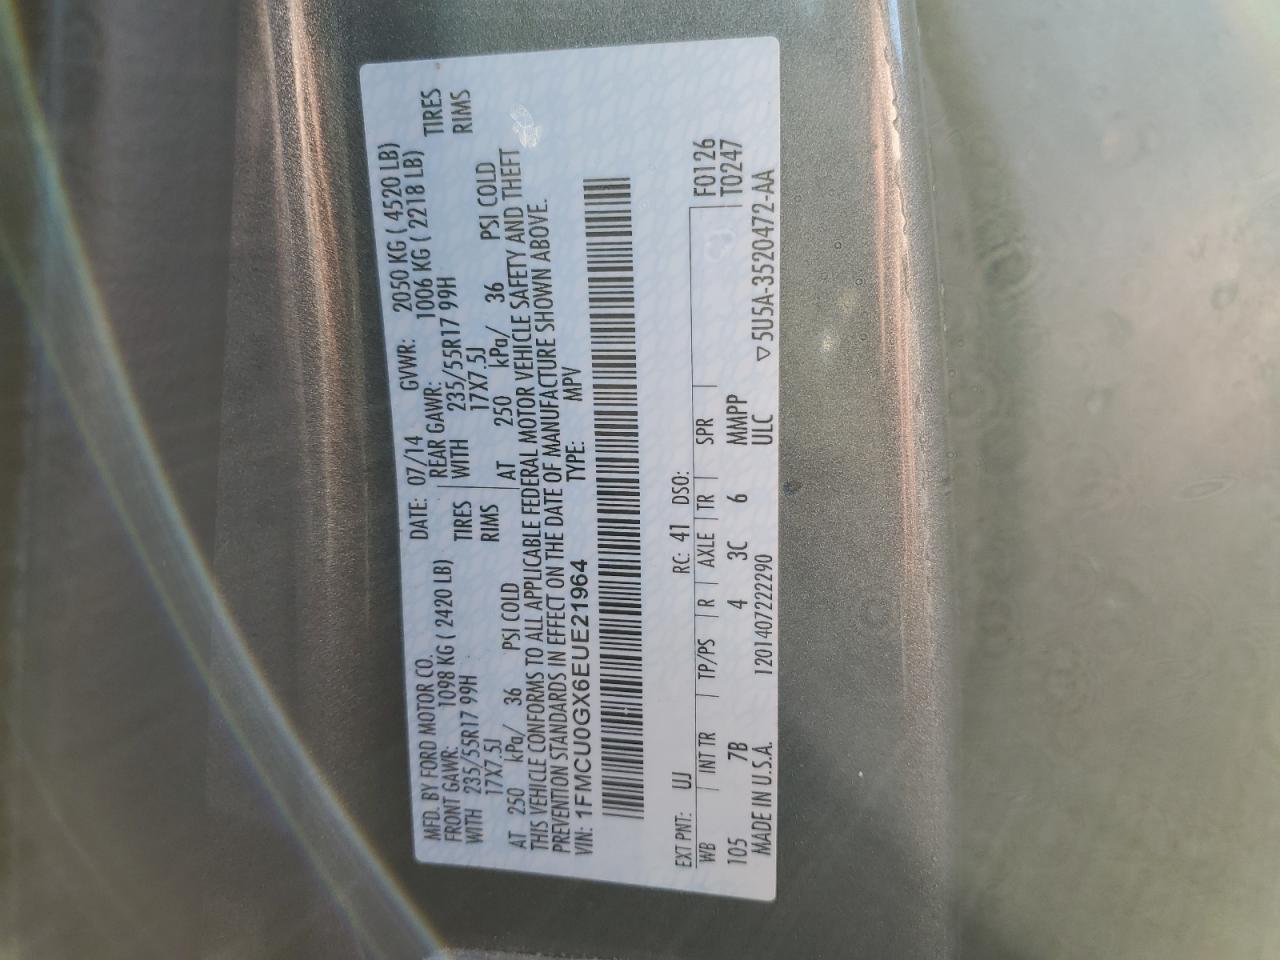 MFD. BY FORD MOTOR CO. DATE: 07/14 GVWR: 2050 KG ( 4520 LB)
FRONT GAWR: 1098 KG ( 2420 LB) REAR GAWR: 1006 KG ( 2218 LB)
WITH 235/55R17 99H TIRES WITH 235/55R17 99H TIRES
17X7.5J RIMS 17X7.5J RIMS
AT 250 kPa/ 36 PSI COLD AT 250 kPa/ 36 PSI COLD
THIS VEHICLE CONFORMS TO ALL APPLICABLE FEDERAL MOTOR VEHICLE SAFETY AND THEFT
PREVENTION STANDARDS IN EFFECT ON THE DATE OF MANUFACTURE SHOWN ABOVE.
VIN: 1FMCU0GX6EUE21964 TYPE: MPV
EXT PNT: UJ RC: 41 DSO:
WB | INT TR | TP/PS | R | AXLE | TR | SPR | F0126
105 7B 4 3C 6 MMPP T0247
MADE IN U.S.A. 120140722290 ULC ▽5U5A-3520472-AA